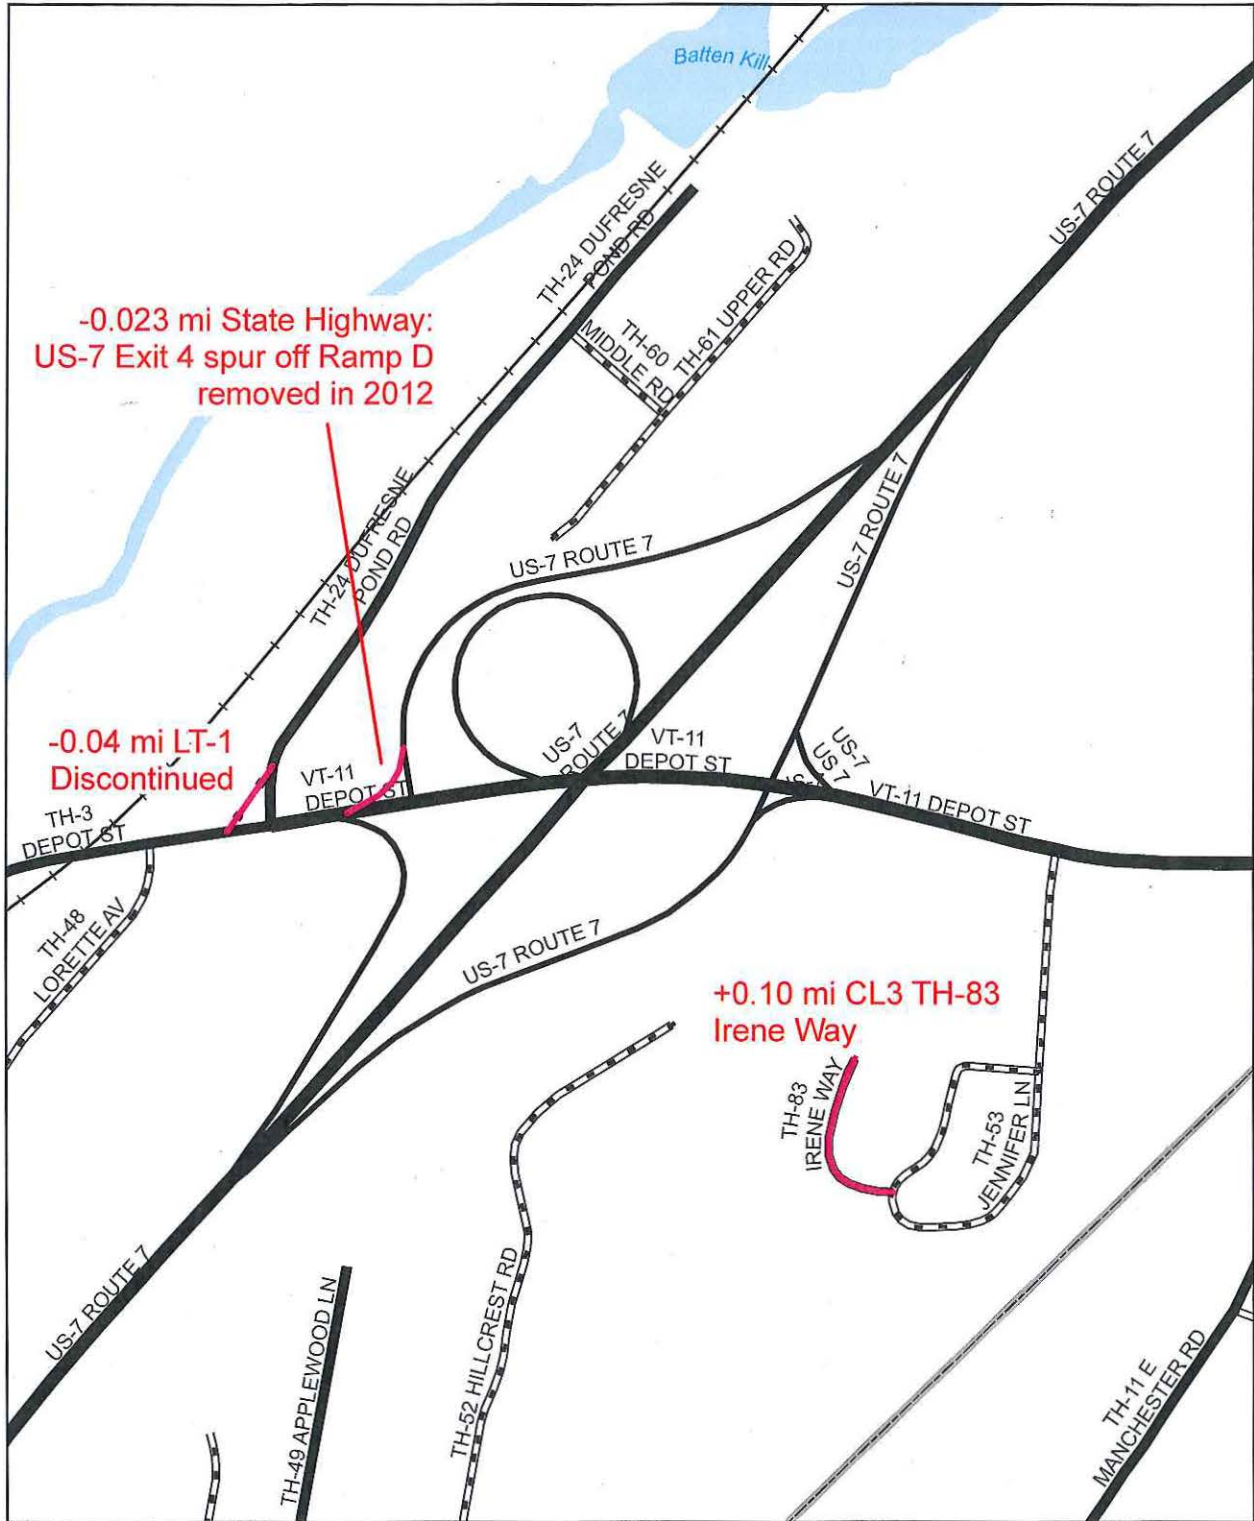 Batten Kill
US-7 ROUTE 7
TH-24 DUFRESNE
POND RD
TH-61 UPPER RD
TH-60
MIDDLE RD
-0.023 mi State Highway:
US-7 Exit 4 spur off Ramp D
removed in 2012
TH-24 DUFRESNE
POND RD
US-7 ROUTE 7
US-7 ROUTE 7
-0.04 mi LT-1
Discontinued
US-7
ROUTE 7
VT-11
DEPOT ST
US-7
US 7
VT-11
DEPOT ST
VT-11 DEPOT ST
TH-3
DEPOT ST
TH-48
LORETTE AV
US-7 ROUTE 7
+0.10 mi CL3 TH-83
Irene Way
TH-83
IRENE WAY
TH-53
JENNIFER LN
US-7 ROUTE 7
TH-49 APPLEWOOD LN
TH-52 HILLCREST RD
TH-11 E
MANCHESTER RD